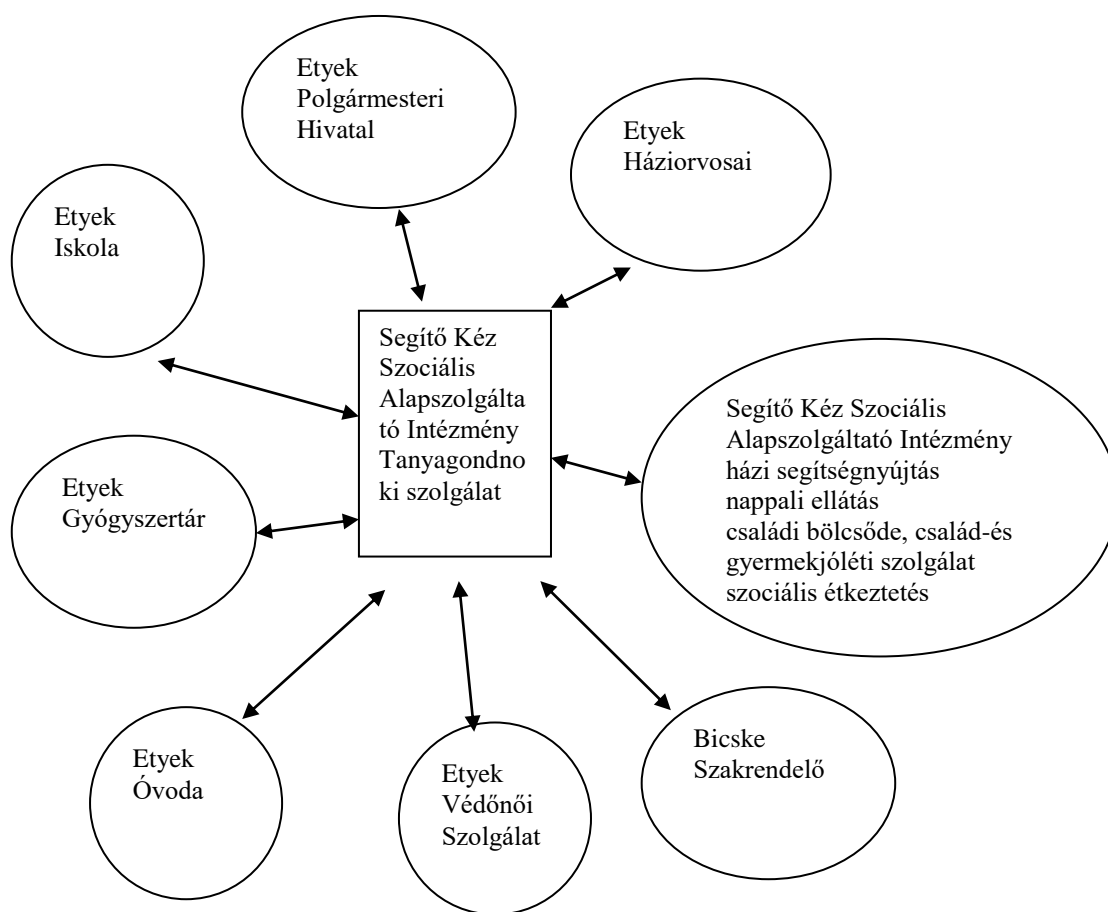 Etyek
Polgármesteri
Hivatal
Etyek
Háziorvosai
Etyek
Iskola
Segítő Kéz
Szociális
Alapszolgálta
tó Intézmény
Tanyagondno
ki szolgálat
Segítő Kéz Szociális
Alapszolgáltató Intézmény
házi segítségnyújtás
nappali ellátás
családi bölcsőde, család-és
gyermekjóléti szolgálat
szociális étkeztetés
Etyek
Gyógyszertár
Etyek
Óvoda
Etyek
Védőnői
Szolgálat
Bicske
Szakrendelő